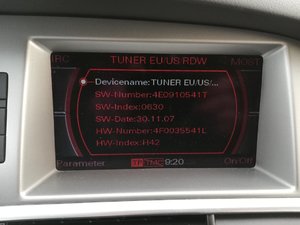 IRC TUNER EU/US/RDW MOST
Devicename:TUNER EU/US/...
SW-Number:4E0910541T
SW-Index:0630
SW-Date:30.11.07
HW-Number:4F0035541L
HW-Index:H42
Parameter TP TMC 9:20 On/Off